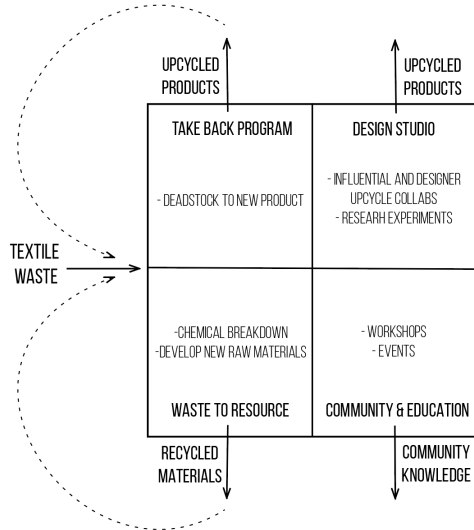 UPCYCLED
PRODUCTS
UPCYCLED
PRODUCTS
TAKE BACK PROGRAM
- DEADSTOCK TO NEW PRODUCT
DESIGN STUDIO
- INFLUENTIAL AND DESIGNER
UPCYCLE COLLABS
- RESEARH EXPERIMENTS
TEXTILE
WASTE
-CHEMICAL BREAKDOWN
-DEVELOP NEW RAW MATERIALS
WASTE TO RESOURCE
- WORKSHOPS
- EVENTS
COMMUNITY & EDUCATION
RECYCLED
MATERIALS
COMMUNITY
KNOWLEDGE